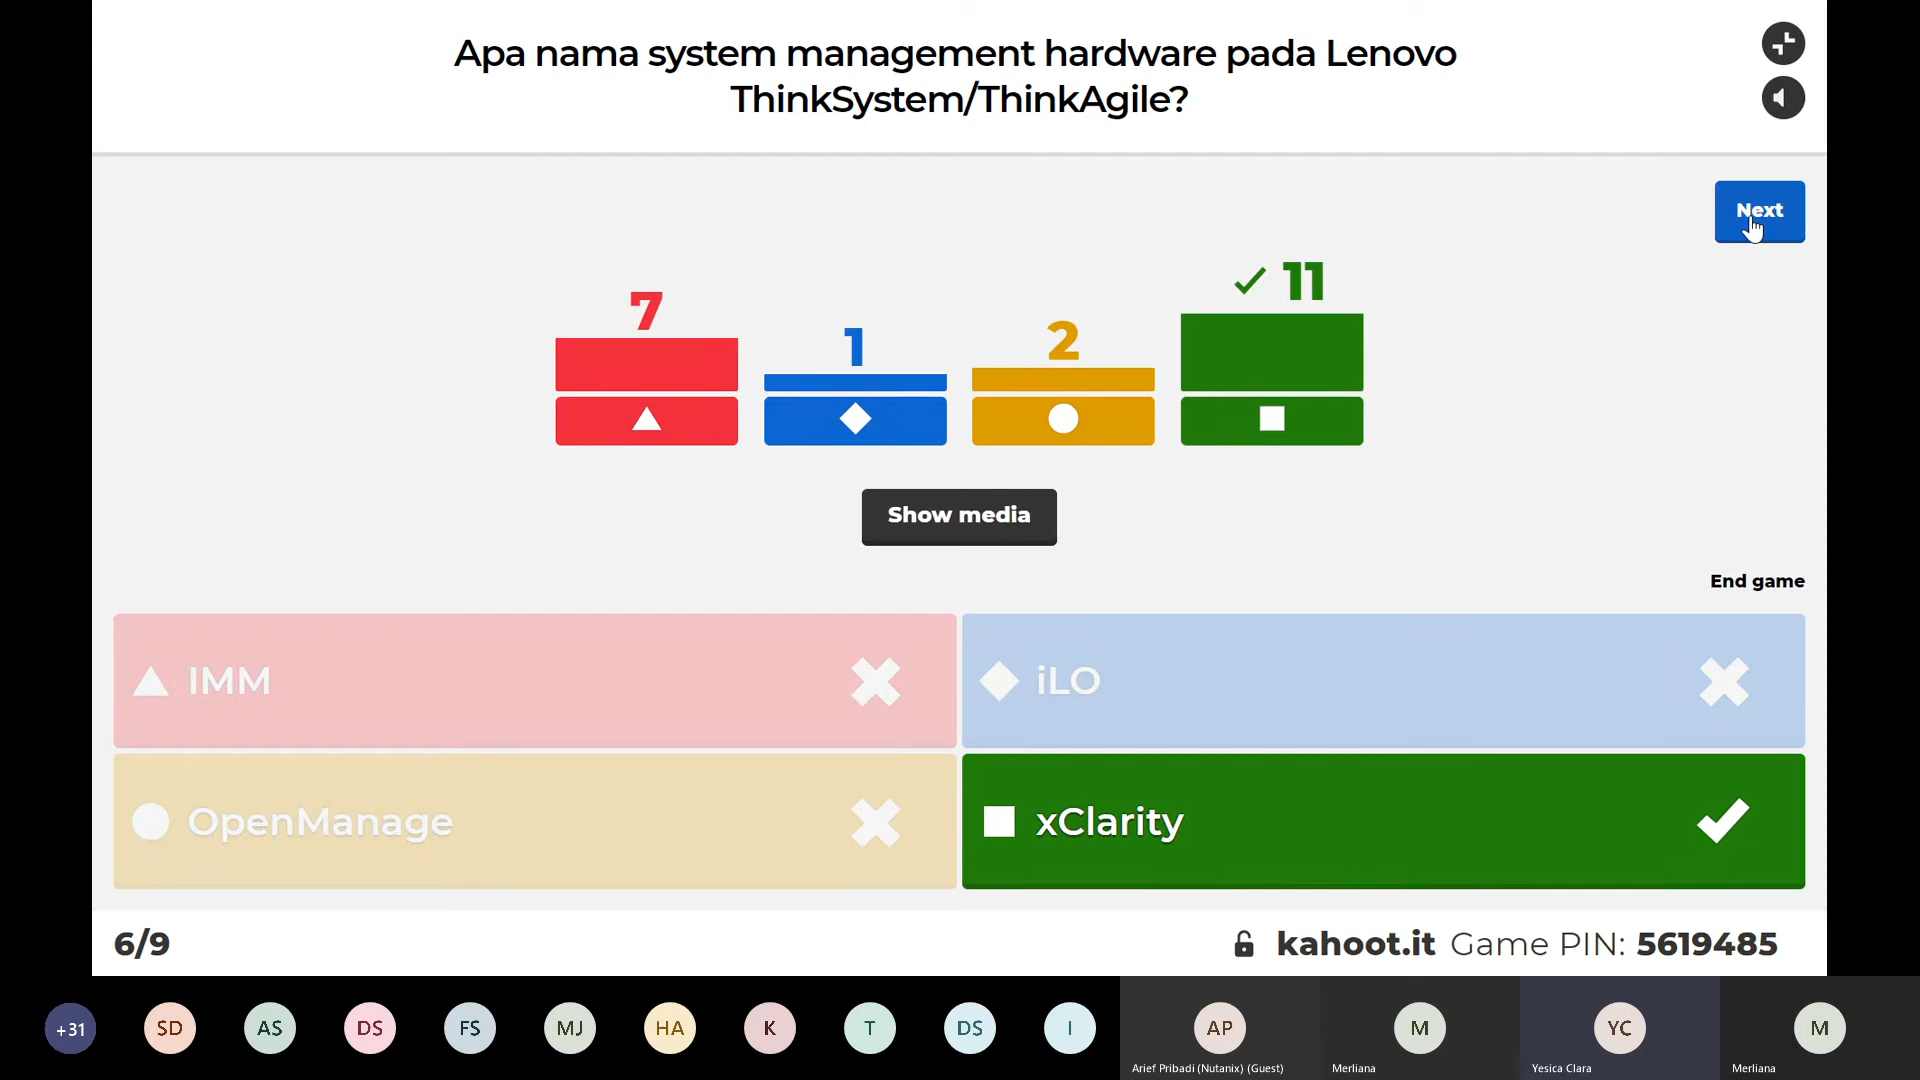 Apa nama system management hardware pada Lenovo
ThinkSystem/ThinkAgile?
Next
7
1
2
11
Show media
End game
IMM
iLO
OpenManage
xClarity
6/9
kahoot.it Game PIN: 5619485
+31
SD
AS
DS
FS
MJ
HA
K
T
DS
I
AP
M
YC
M
Arief Pribadi (Nutanix) (Guest)
Merliana
Yesica Clara
Merliana